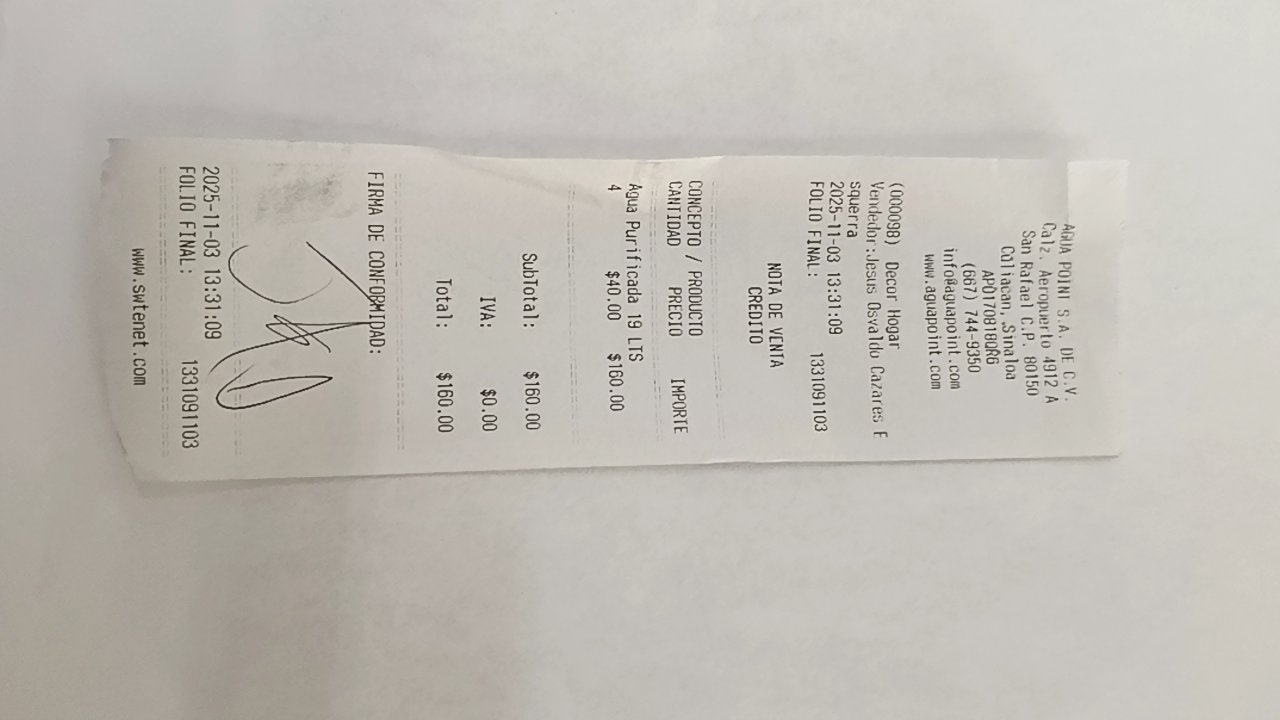 AGUA POINT S.A. DE C.V.
Calz. Aeropuerto 4912 A
San Rafael C.P. 80150
Culiacan, Sinaloa
APO170818QR6
(667) 744-9350
info@aguapoint.com
www.aguapoint.com
(000098) Decor Hogar
Vendedor:Jesus Osvaldo Cazares E
squerra
2025-11-03 13:31:09
FOLIO FINAL: 1331091103
NOTA DE VENTA
CREDITO
CONCEPTO / PRODUCTO
CANTIDAD PRECIO IMPORTE
Agua Purificada 19 LTS
4 $40.00 $160.00
SubTotal: $160.00
IVA: $0.00
Total: $160.00
FIRMA DE CONFORMIDAD:
2025-11-03 13:31:09
FOLIO FINAL: 1331091103
www.swtenet.com